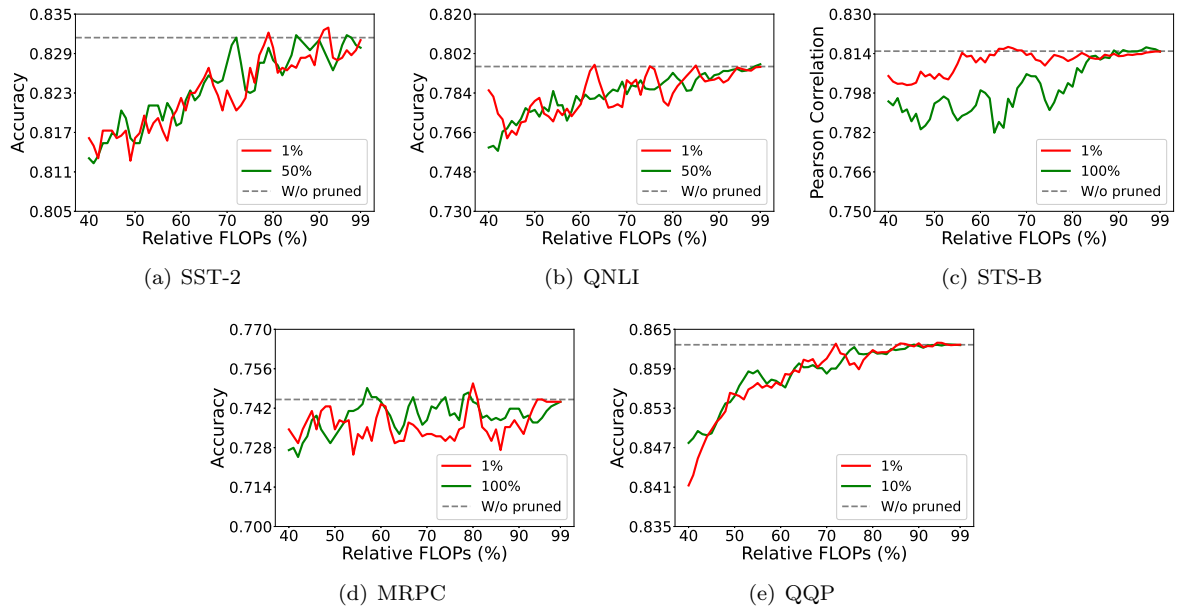 0.835
0.829
0.823
0.817
0.811
0.805
Accuracy
1%
50%
W/o pruned
40 50 60 70 80 90 99
Relative FLOPs (%)
(a) SST-2
0.820
0.802
0.784
0.766
0.748
0.730
Accuracy
1%
50%
W/o pruned
40 50 60 70 80 90 99
Relative FLOPs (%)
(b) QNLI
0.830
0.814
0.798
0.782
0.766
0.750
Pearson Correlation
1%
100%
W/o pruned
40 50 60 70 80 90 99
Relative FLOPs (%)
(c) STS-B
0.770
0.756
0.742
0.728
0.714
0.700
Accuracy
1%
100%
W/o pruned
40 50 60 70 80 90 99
Relative FLOPs (%)
(d) MRPC
0.865
0.859
0.853
0.847
0.841
0.835
Accuracy
1%
10%
W/o pruned
40 50 60 70 80 90 99
Relative FLOPs (%)
(e) QQP